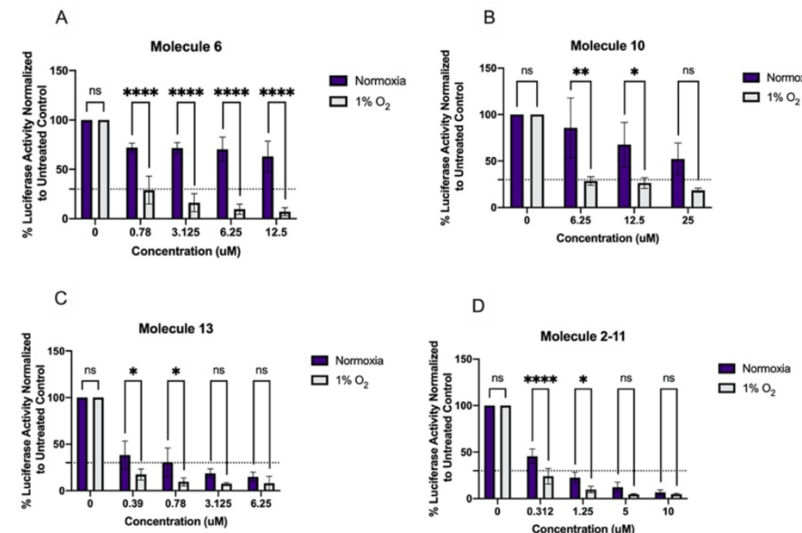 A
Molecule 6
% Luciferase Activity Normalized
to Untreated Control
150
100
50
0
ns
****
****
****
****
0
0.78
3.125
6.25
12.5
Concentration (uM)
Normoxia
1% O₂
B
Molecule 10
% Luciferase Activity Normalized
to Untreated Control
150
100
50
0
ns
**
*
ns
0
6.25
12.5
25
Concentration (uM)
Normox
1% O₂
C
Molecule 13
% Luciferase Activity Normalized
to Untreated Control
150
100
50
0
ns
*
*
ns
ns
0
0.39
0.78
3.125
6.25
Concentration (uM)
Normoxia
1% O₂
D
Molecule 2-11
% Luciferase Activity Normalized
to Untreated Control
150
100
50
0
ns
****
*
ns
ns
0
0.312
1.25
5
10
Concentration (uM)
Normoxia
1% O₂